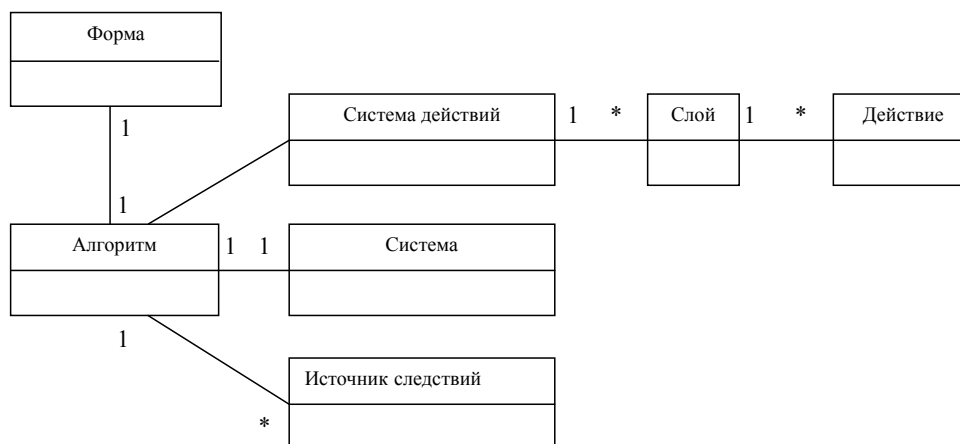 Форма
1
Система действий 1 * Слой 1 * Действие
1
Алгоритм 1 1 Система
1
Источник следствий
*